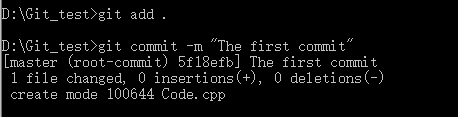 D:\Git_test>git add .
D:\Git_test>git commit -m "The first commit"
[master (root-commit) 5f18efb] The first commit
1 file changed, 0 insertions(+), 0 deletions(-)
create mode 100644 Code.cpp